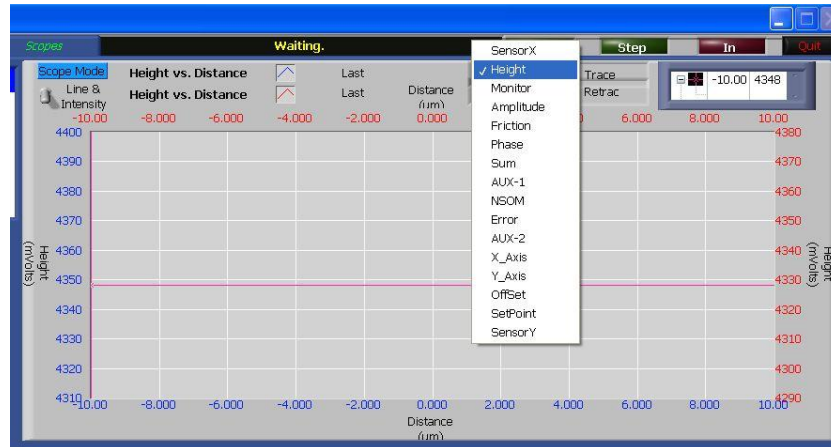 Scopes Waiting. Step In Quit
Scope Mode Height vs. Distance Last Trace -10.00 4348
Line & Height vs. Distance Last Distance Retrac
Intensity (um)
-10.00 -8.000 -6.000 -4.000 -2.000 0.000 6.000 8.000 10.00
SensorX
Height
Monitor
Amplitude
Friction
Phase
Sum
AUX-1
NSOM
Error
AUX-2
X_Axis
Y_Axis
OffSet
SetPoint
SensorY
4400
4390
4380
4370
4360
4350
4340
4330
4320
4310
Height
(mVolts)
4380
4370
4360
4350
4340
4330
4320
4310
4300
4290
Height
(mVolts)
-10.00 -8.000 -6.000 -4.000 -2.000 0.000 2.000 4.000 6.000 8.000 10.00
Distance
(um)